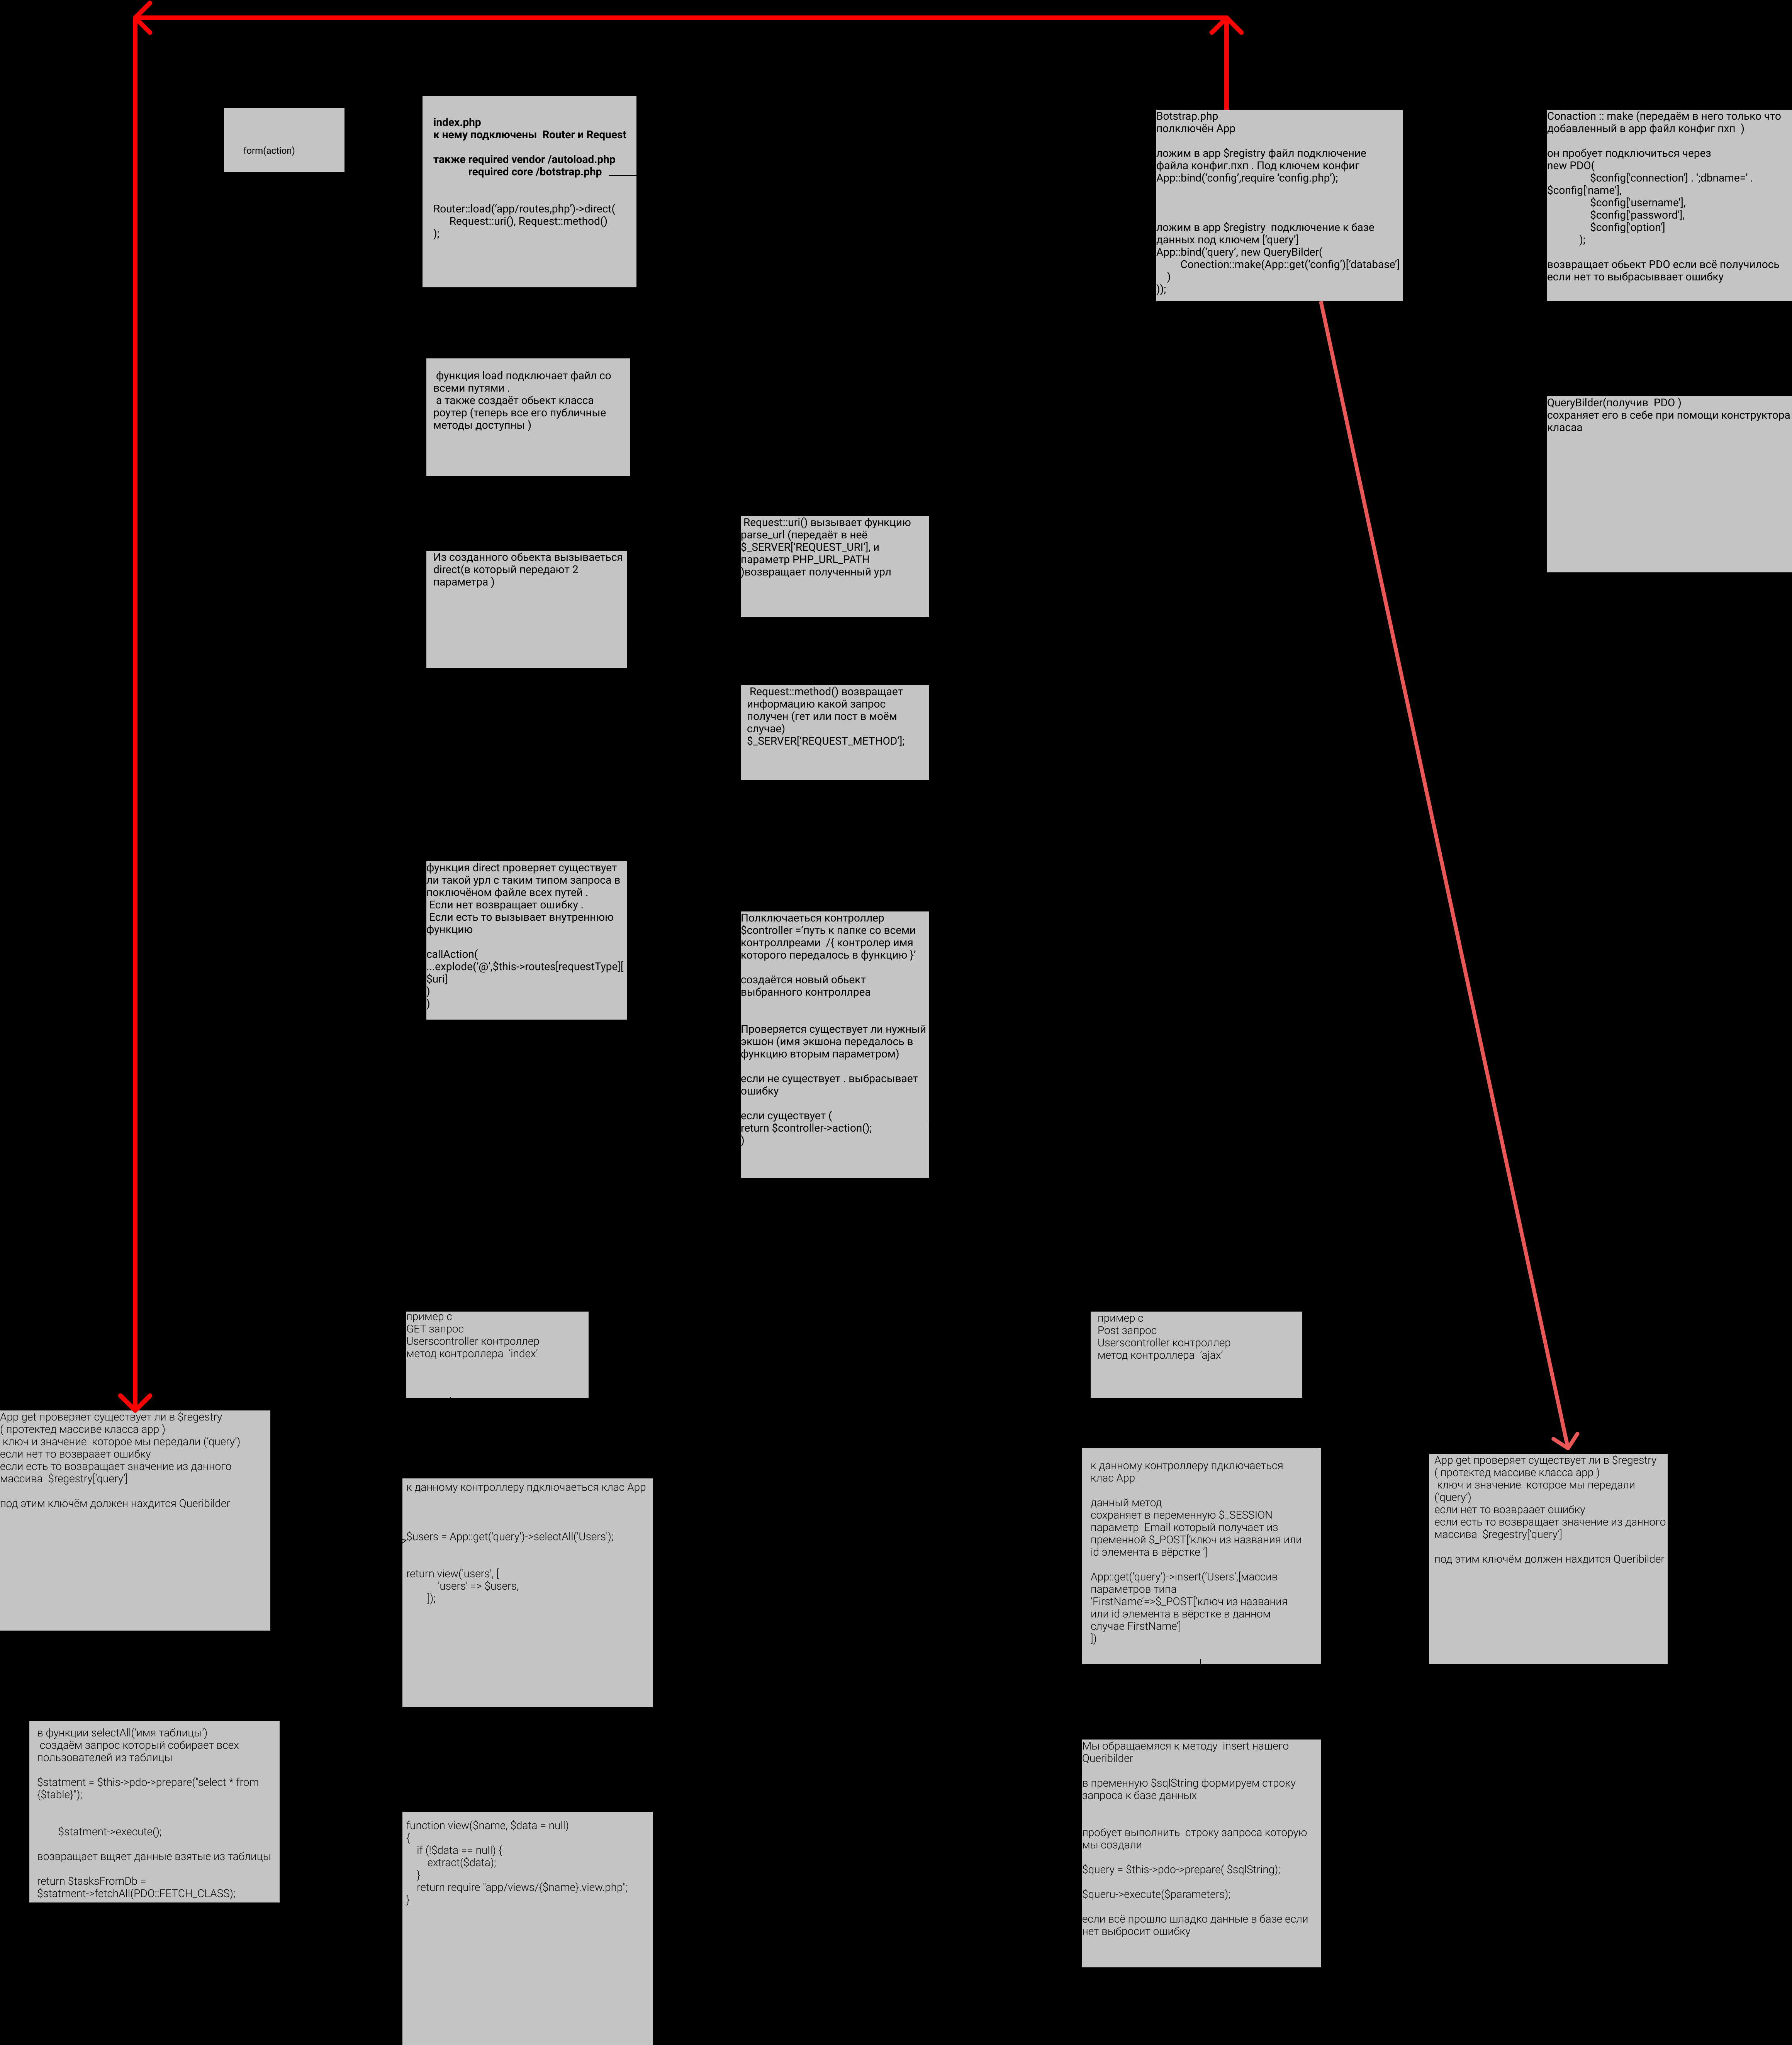 form(action)
index.php
к нему подключены  Router и Request
также required vendor /autoload.php
required core /botstrap.php
Router::load('app/routes,php')->direct(
Request::uri(), Request::method()
);
Botstrap.php
полключён App
ложим в app $registry файл подключение
файла конфиг.пхп . Под ключем конфиг
App::bind('config',require 'config.php');
ложим в app $registry  подключение к базе
данных под ключем ['query']
App::bind('query', new QueryBilder(
Conection::make(App::get('config')['database']
)
));
Conaction :: make (передаём в него только что
добавленный в app файл конфиг пхп  )
он пробует подключиться через
new PDO(
$config['connection'] . ';dbname=' .
$config['name'],
$config['username'],
$config['password'],
$config['option']
);
возвращает обьект PDO если всё получилось
если нет то выбрасыввает ошибку
функция load подключает файл со
всеми путями .
а также создаёт обьект класса
роутер (теперь все его публичные
методы доступны )
QueryBilder(получив  PDO )
сохраняет его в себе при помощи конструктора
класаа
Из созданного обьекта вызываеться
direct(в который передают 2
параметра )
Request::uri() вызывает функцию
parse_url (передаёт в неё
$_SERVER['REQUEST_URI'], и
параметр PHP_URL_PATH
)возвращает полученный урл
Request::method() возвращает
информацию какой запрос
получен (гет или пост в моём
случае)
$_SERVER['REQUEST_METHOD'];
функция direct проверяет существует
ли такой урл с таким типом запроса в
поключёном файле всех путей .
Если нет возвращает ошибку .
Если есть то вызывает внутреннюю
функцию
callAction(
...explode('@',$this->routes[requestType][
$uri]
)
)
Полключаеться контроллер
$controller ='путь к папке со всеми
контроллреами  /{ контролер имя
которого передалось в функцию }'
создаётся новый обьект
выбранного контроллреа
Проверяется существует ли нужный
экшон (имя экшона передалось в
функцию вторым параметром)
если не существует . выбрасывает
ошибку
если существует (
return $controller->action();
)
пример с
GET запрос
Userscontroller контроллер
метод контроллера  'index'
пример с
Post запрос
Userscontroller контроллер
метод контроллера  'ajax'
App get проверяет существует ли в $regestry
( протектед массиве класса app )
ключ и значение  которое мы передали ('query')
если нет то возвраает ошибку
если есть то возвращает значение из данного
массива  $regestry['query']
под этим ключём должен нахдится Queribilder
к данному контроллеру пдключаеться клас App
$users = App::get('query')->selectAll('Users');
return view('users', [
'users' => $users,
]);
к данному контроллеру пдключаеться
клас App
данный метод
сохраняет в переменную $_SESSION
параметр  Email который получает из
пременной $_POST['ключ из названия или
id элемента в вёрстке ']
App::get('query')->insert('Users',[массив
параметров типа
'FirstName'=>$_POST['ключ из названия
или id элемента в вёрстке в данном
случае FirstName']
])
App get проверяет существует ли в $regestry
( протектед массиве класса app )
ключ и значение  которое мы передали
('query')
если нет то возвраает ошибку
если есть то возвращает значение из данного
массива  $regestry['query']
под этим ключём должен нахдится Queribilder
в функции selectAll('имя таблицы')
создаём запрос который собирает всех
пользователей из таблицы
$statment = $this->pdo->prepare("select * from
{$table}");
$statment->execute();
возвращает вщяет данные взятые из таблицы
return $tasksFromDb =
$statment->fetchAll(PDO::FETCH_CLASS);
function view($name, $data = null)
{
if (!$data == null) {
extract($data);
}
return require "app/views/{$name}.view.php";
}
Мы обращаемяся к методу  insert нашего
Queribilder
в пременную $sqlString формируем строку
запроса к базе данных
пробует выполнить  строку запроса которую
мы создали
$query = $this->pdo->prepare( $sqlString);
$queru->execute($parameters);
если всё прошло шладко данные в базе если
нет выбросит ошибку